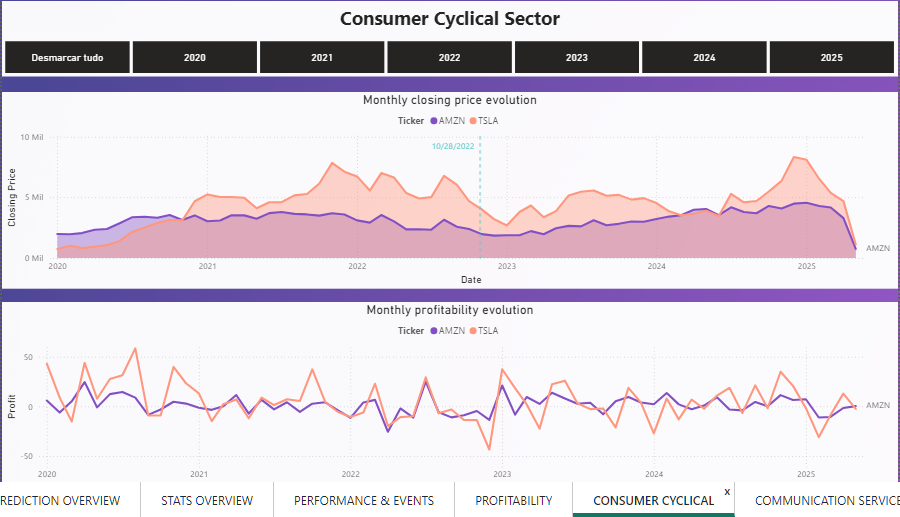 Consumer Cyclical Sector
Desmarcar tudo 2020 2021 2022 2023 2024 2025
Monthly closing price evolution
Ticker AMZN TSLA
10 Mil
10/28/2022
5 Mil
0 Mil
Closing Price
AMZN
2020 2021 2022 2023 2024 2025
Date
Monthly profitability evolution
Ticker AMZN TSLA
50
0
-50
Profit
AMZN
2020 2021 2022 2023 2024 2025
REDICTION OVERVIEW STATS OVERVIEW PERFORMANCE & EVENTS PROFITABILITY CONSUMER CYCLICAL x COMMUNICATION SERVICE